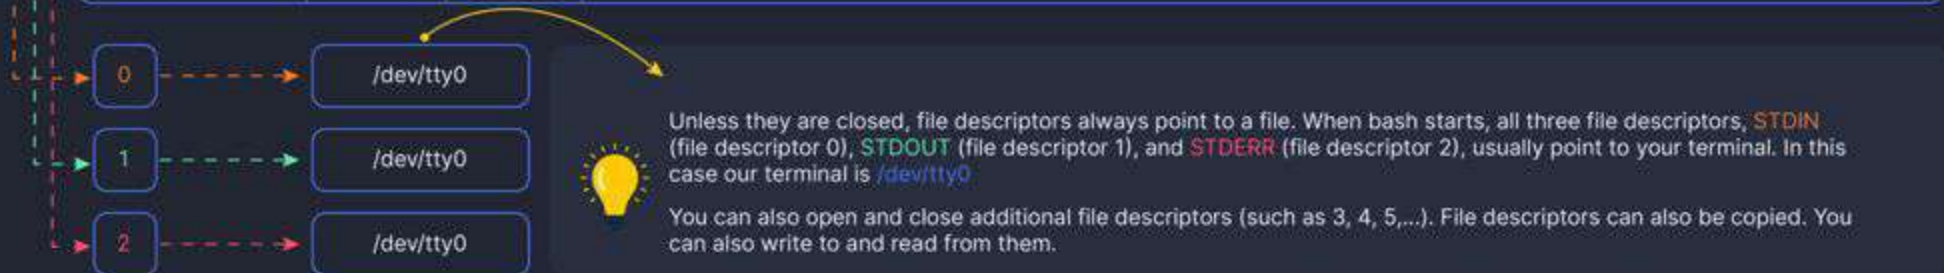 0
/dev/tty0
1
/dev/tty0
2
/dev/tty0
Unless they are closed, file descriptors always point to a file. When bash starts, all three file descriptors, STDIN
(file descriptor 0), STDOUT (file descriptor 1), and STDERR (file descriptor 2), usually point to your terminal. In this
case our terminal is /dev/tty0
You can also open and close additional file descriptors (such as 3, 4, 5,...). File descriptors can also be copied. You
can also write to and read from them.